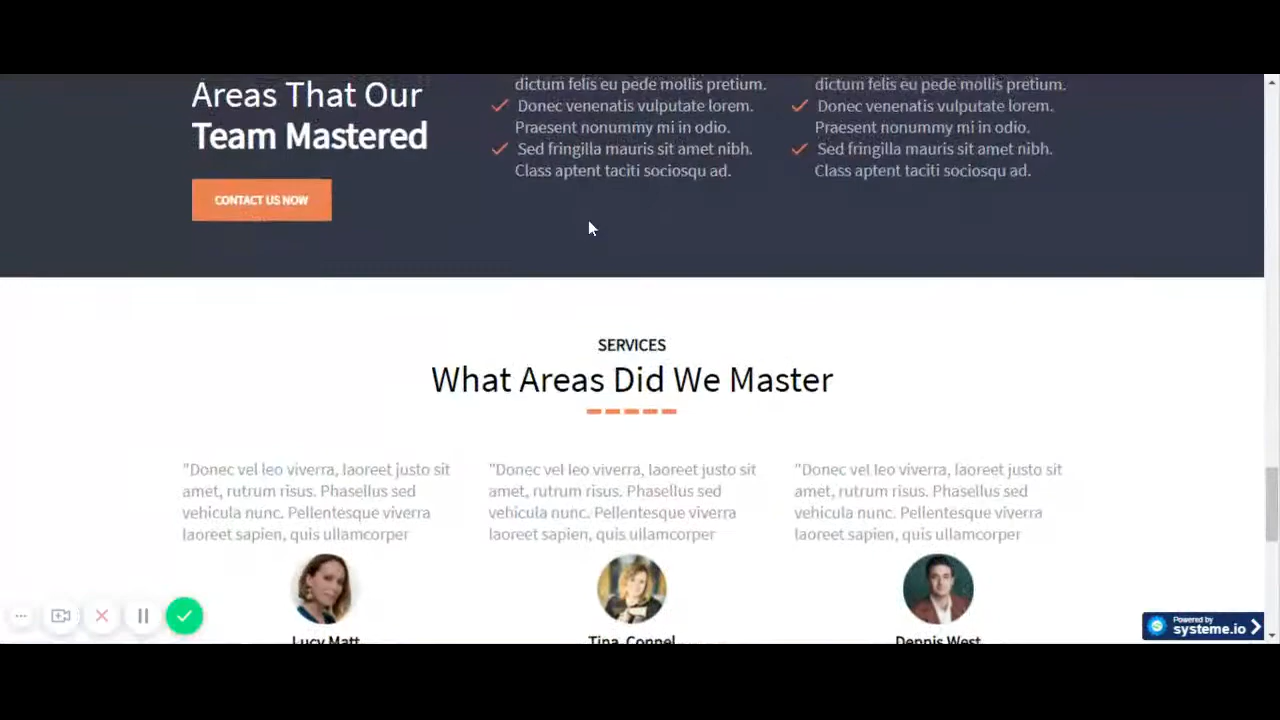 Areas That Our
Team Mastered
CONTACT US NOW
dictum felis eu pede mollis pretium.
Donec venenatis vulputate lorem.
Praesent nonummy mi in odio.
Sed fringilla mauris sit amet nibh.
Class aptent taciti sociosqu ad.
dictum felis eu pede mollis pretium.
Donec venenatis vulputate lorem.
Praesent nonummy mi in odio.
Sed fringilla mauris sit amet nibh.
Class aptent taciti sociosqu ad.
SERVICES
What Areas Did We Master
"Donec vel leo viverra, laoreet justo sit
amet, rutrum risus. Phasellus sed
vehicula nunc. Pellentesque viverra
laoreet sapien, quis ullamcorper
Lucy Matt
"Donec vel leo viverra, laoreet justo sit
amet, rutrum risus. Phasellus sed
vehicula nunc. Pellentesque viverra
laoreet sapien, quis ullamcorper
Tina Connel
"Donec vel leo viverra, laoreet justo sit
amet, rutrum risus. Phasellus sed
vehicula nunc. Pellentesque viverra
laoreet sapien, quis ullamcorper
Dennis West
Powered by
systeme.io